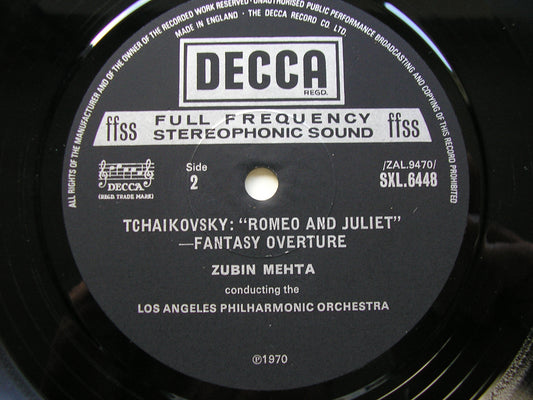 ALL RIGHTS OF THE MANUFACTURER AND OF THE OWNER OF THE RECORDED WORK RESERVED · UNAUTHORISED PUBLIC PERFORMANCE BROADCASTING AND COPYING OF THIS RECORD PROHIBITED
MADE IN ENGLAND · THE DECCA RECORD CO. LTD.
DECCA
REGD.
ffss FULL FREQUENCY ffss
STEREOPHONIC SOUND
DECCA
(REGD. TRADE MARK)
Side
2
/ZAL.9470/
SXL.6448
TCHAIKOVSKY: "ROMEO AND JULIET"
—FANTASY OVERTURE
ZUBIN MEHTA
conducting the
LOS ANGELES PHILHARMONIC ORCHESTRA
℗1970